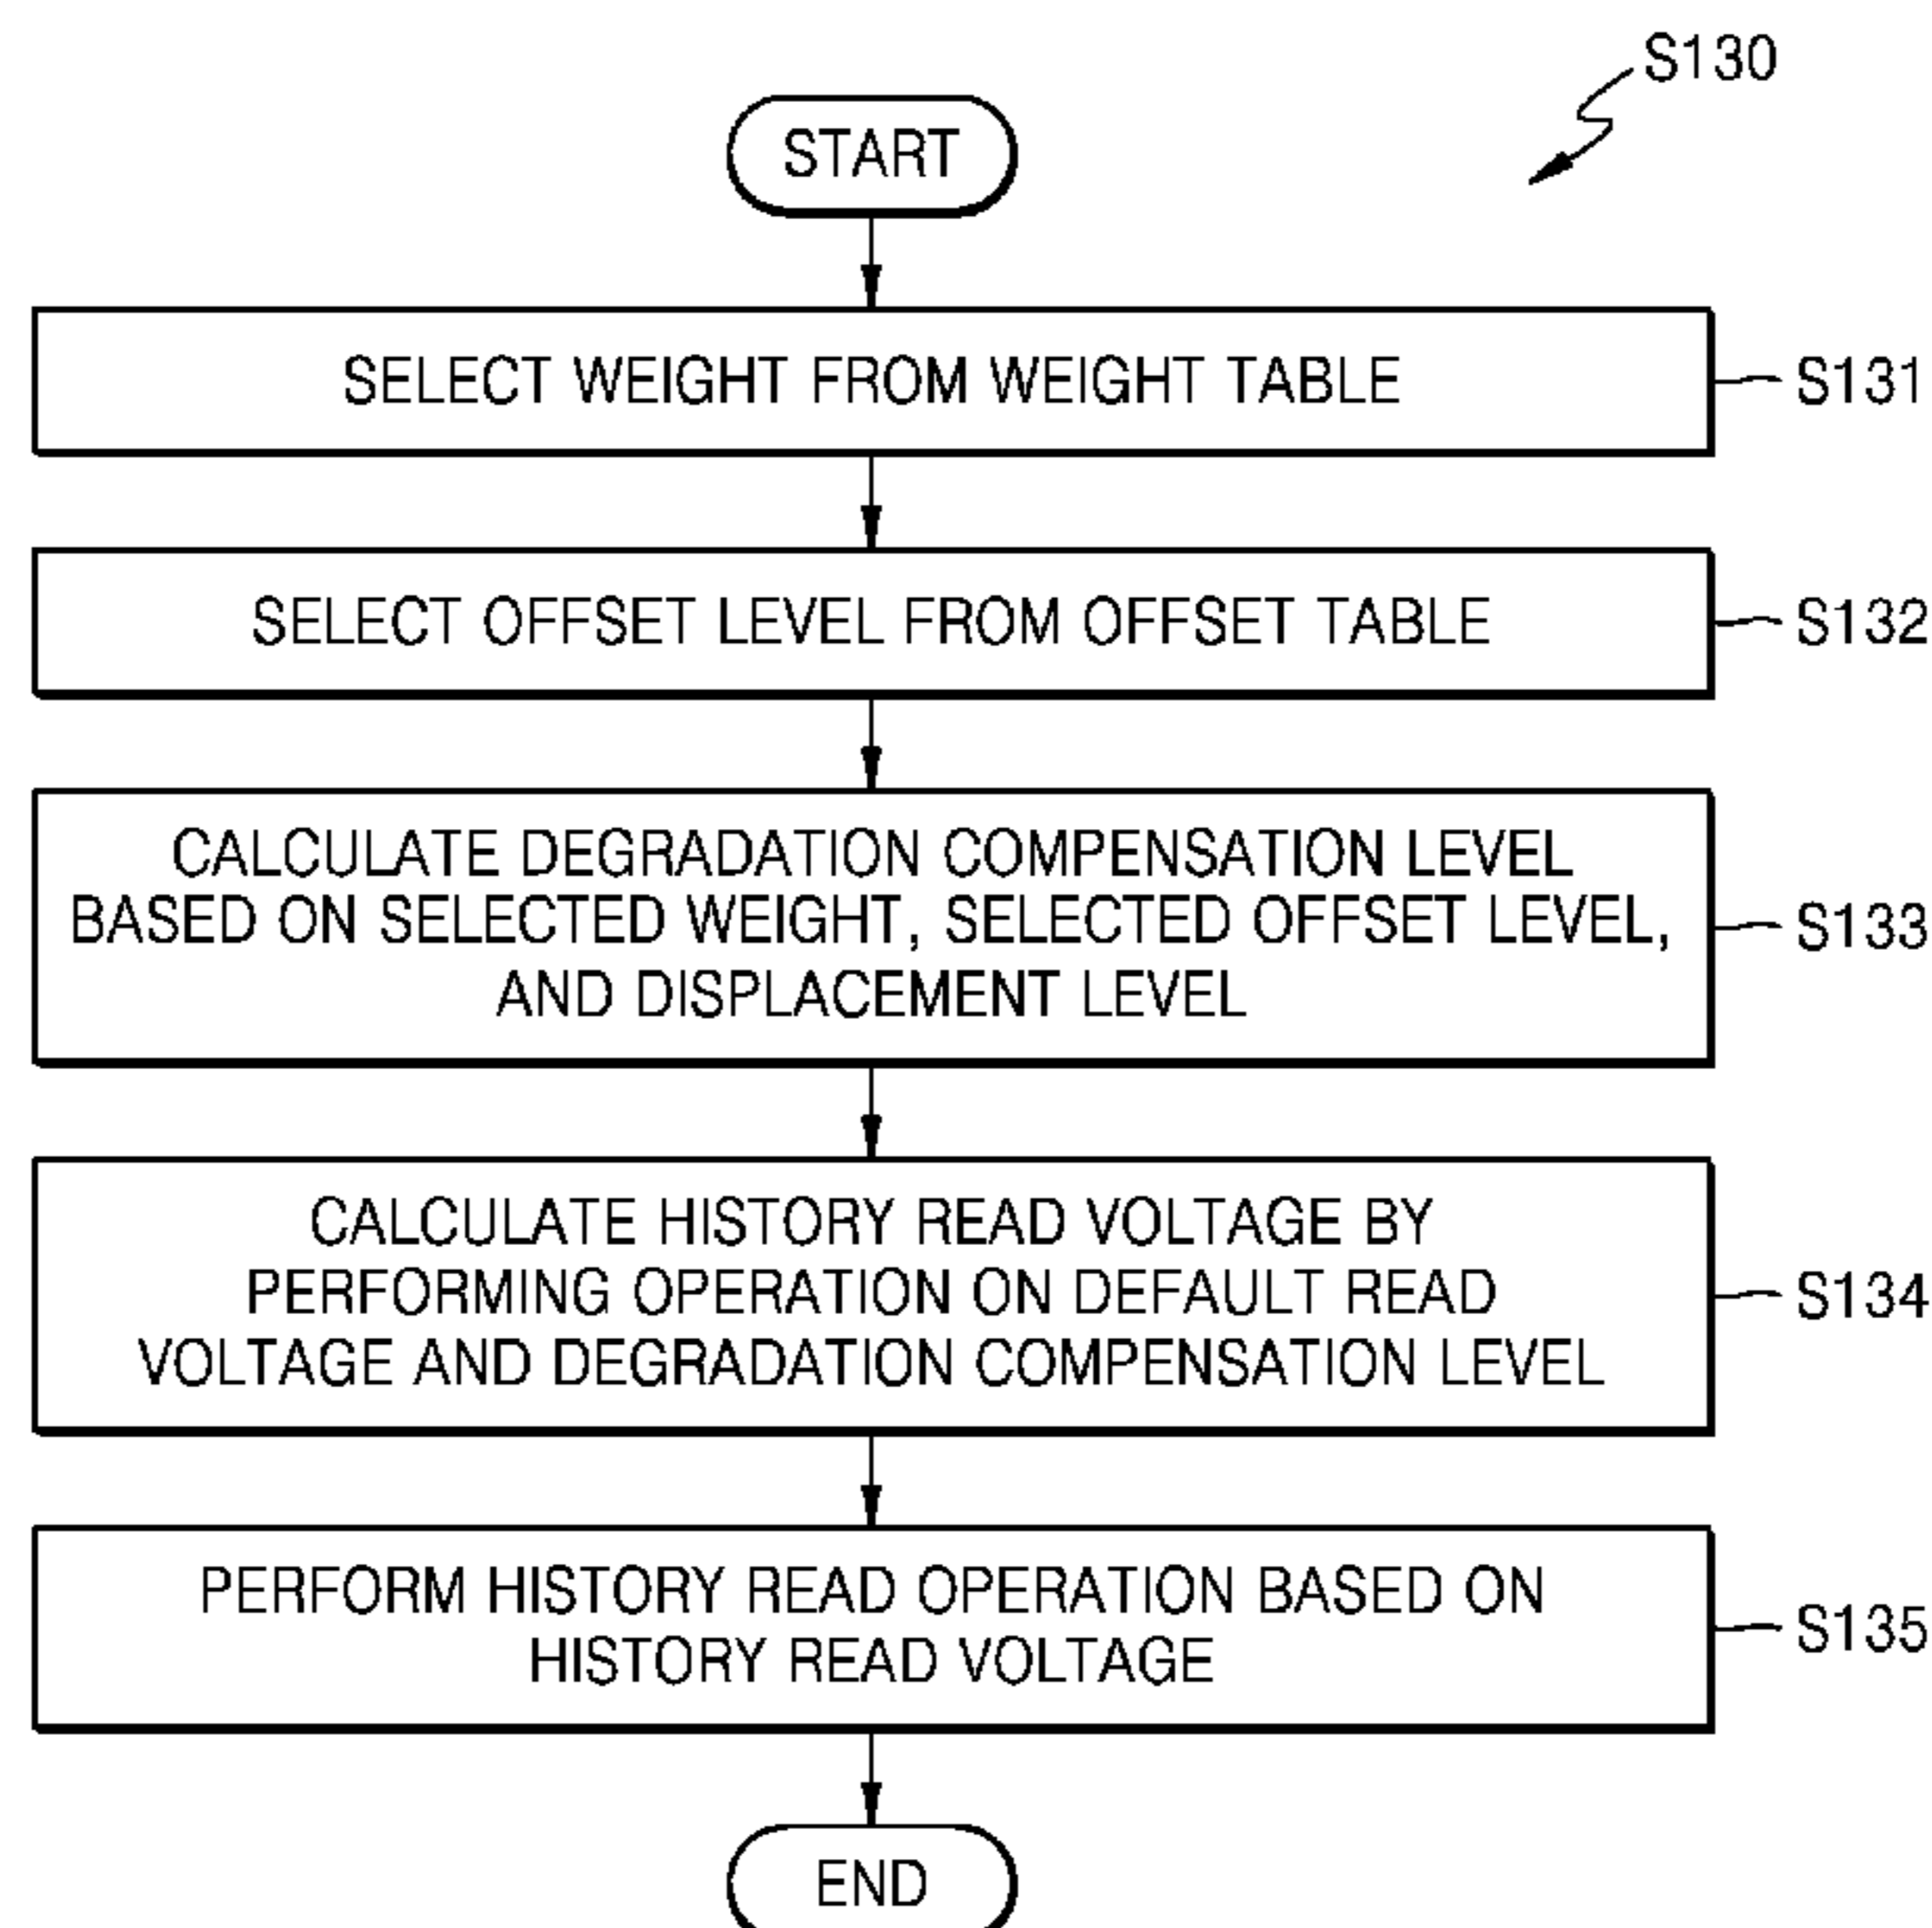 S130
START
SELECT WEIGHT FROM WEIGHT TABLE
S131
SELECT OFFSET LEVEL FROM OFFSET TABLE
S132
CALCULATE DEGRADATION COMPENSATION LEVEL
BASED ON SELECTED WEIGHT, SELECTED OFFSET LEVEL,
AND DISPLACEMENT LEVEL
S133
CALCULATE HISTORY READ VOLTAGE BY
PERFORMING OPERATION ON DEFAULT READ
VOLTAGE AND DEGRADATION COMPENSATION LEVEL
S134
PERFORM HISTORY READ OPERATION BASED ON
HISTORY READ VOLTAGE
S135
END